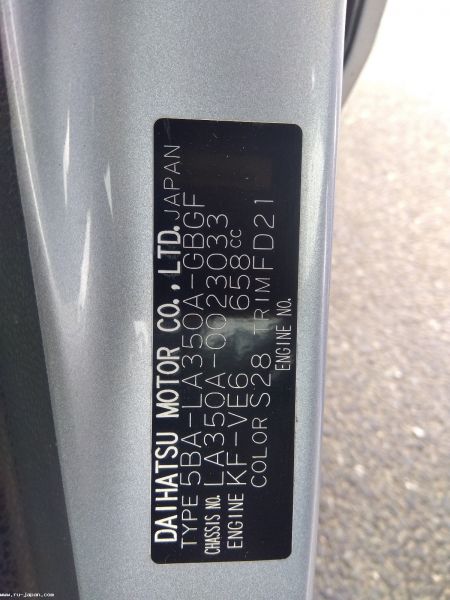 DAIHATSU MOTOR CO., LTD. JAPAN
TYPE 5BA-LA350A-GBGF
CHASSIS NO. LA350A-0023033
ENGINE KF-VE6 658cc
COLOR S28 TRIM FD21
ENGINE NO.
www.ru-japan.com